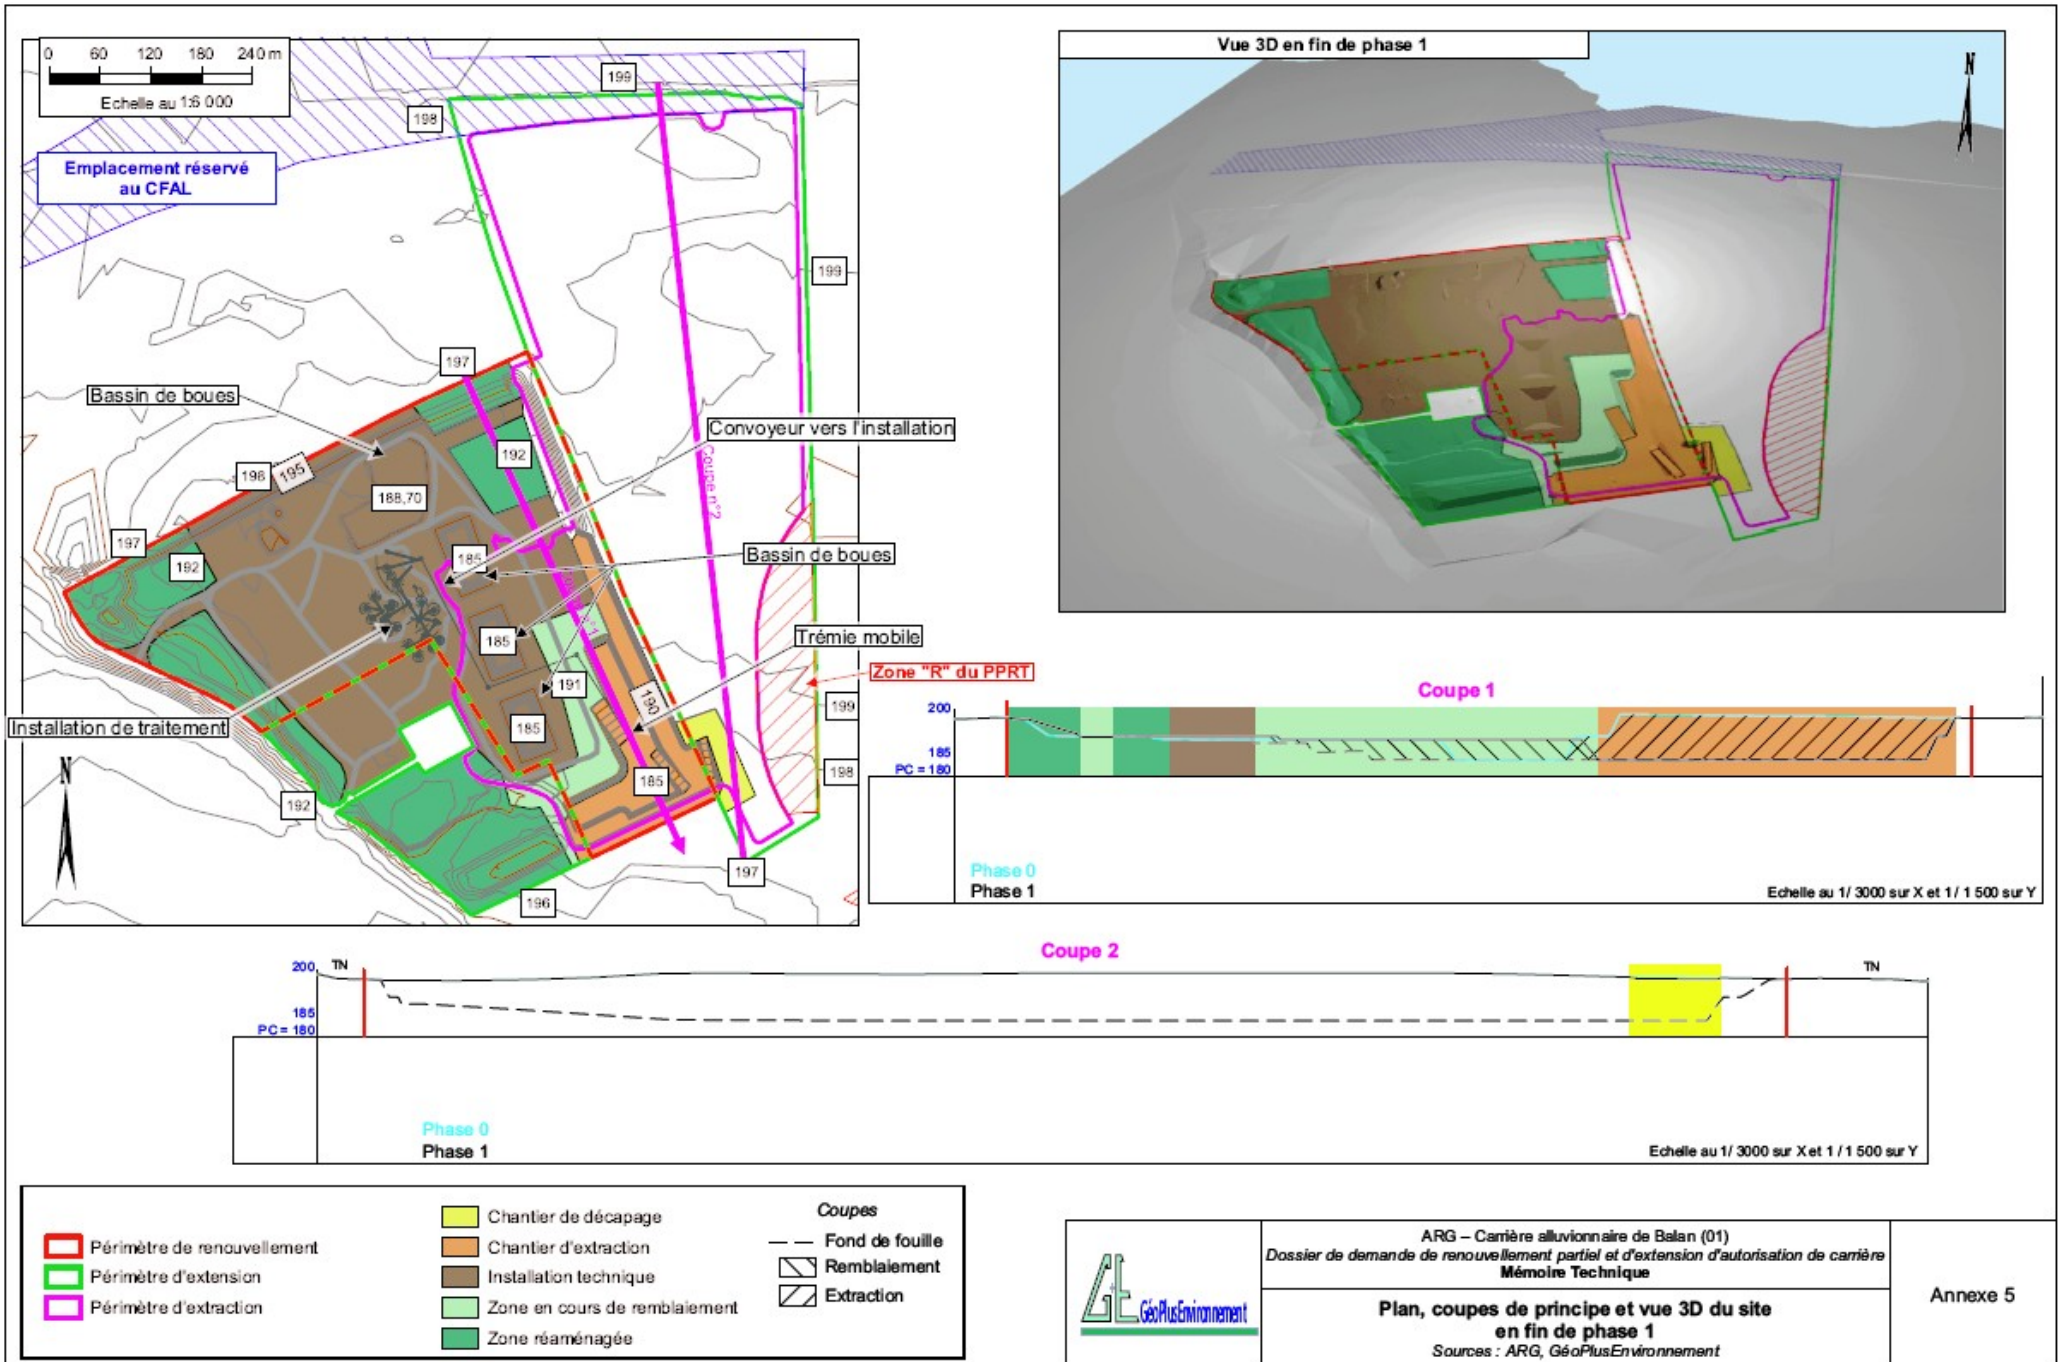 0 60 120 180 240 m
Echelle au 1:6 000
Emplacement réservé
au CFAL
199
198
199
197
Bassin de boues
Convoyeur vers l'installation
192
198
195
188,70
197
192
185
Bassin de boues
Coupe n°2
185
Trémie mobile
191
190
Zone "R" du PPRT
199
Installation de traitement
185
185
198
N
192
197
196
Vue 3D en fin de phase 1
N
Coupe 1
200
185
PC = 180
Phase 0
Phase 1
Echelle au 1/ 3000 sur X et 1/ 1 500 sur Y
Coupe 2
200
TN
TN
185
PC = 180
Phase 0
Phase 1
Echelle au 1/ 3000 sur X et 1 / 1 500 sur Y
Périmètre de renouvellement
Périmètre d'extension
Périmètre d'extraction
Chantier de décapage
Chantier d'extraction
Installation technique
Zone en cours de remblaiement
Zone réaménagée
Coupes
Fond de fouille
Remblaiement
Extraction
GéoPlusEnvironnement
ARG – Carrière alluvionnaire de Balan (01)
Dossier de demande de renouvellement partiel et d'extension d'autorisation de carrière
Mémoire Technique
Plan, coupes de principe et vue 3D du site
en fin de phase 1
Sources : ARG, GéoPlusEnvironnement
Annexe 5